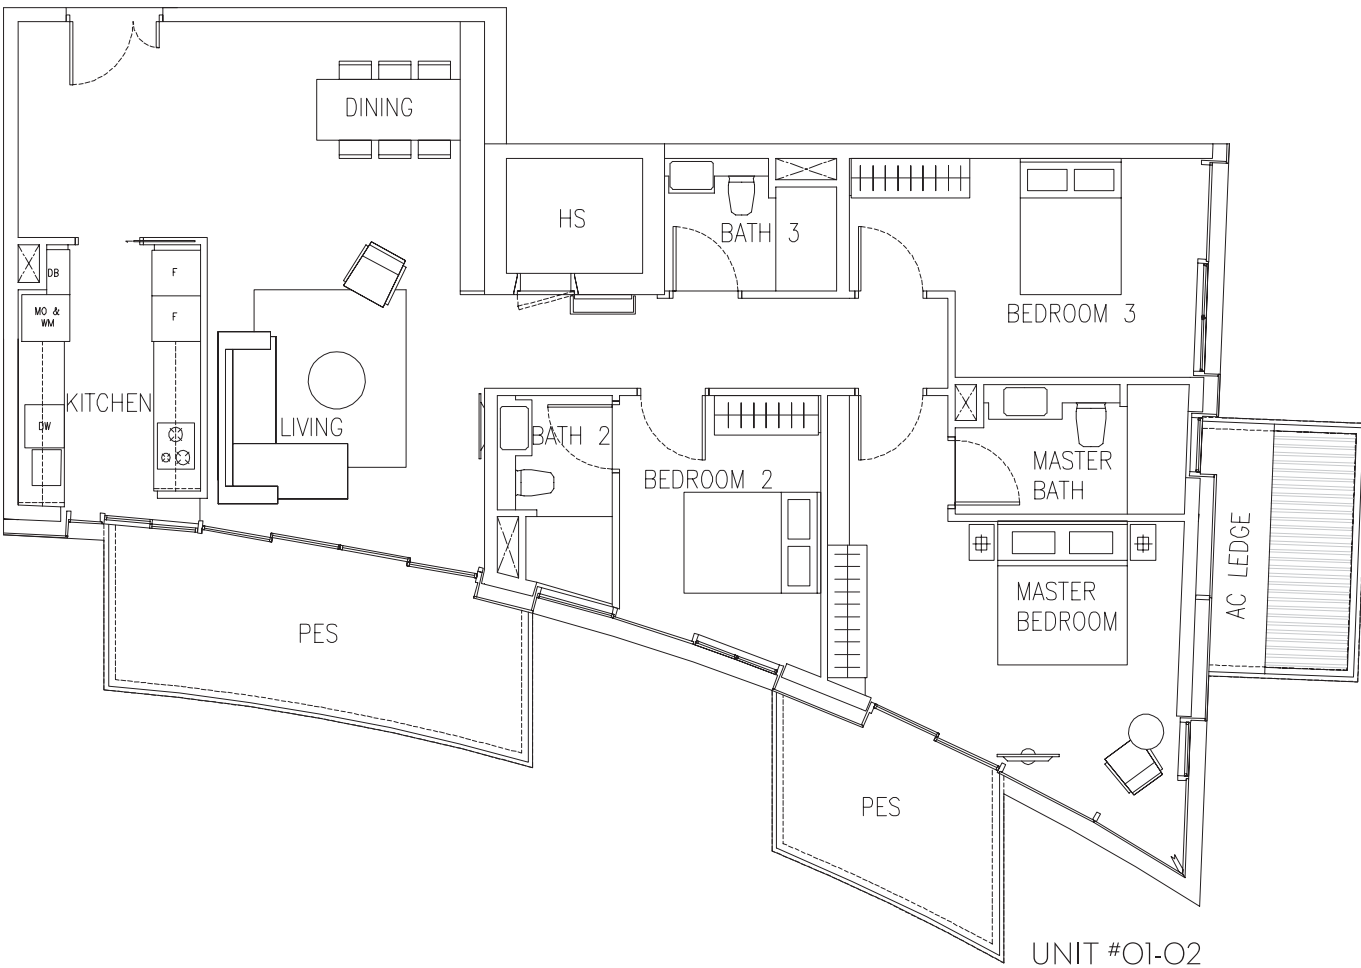 DINING
HS
BATH 3
DB
F
MO &
WM
F
BEDROOM 3
KITCHEN
DW
LIVING
BATH 2
BEDROOM 2
MASTER
BATH
AC LEDGE
MASTER
BEDROOM
PES
PES
UNIT #01-02